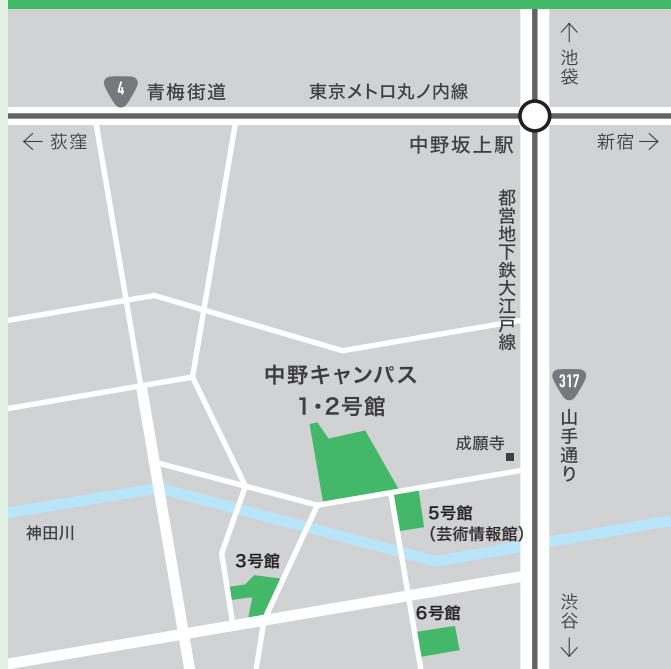 池袋
4 青梅街道
東京メトロ丸ノ内線
荻窪
中野坂上駅
新宿
都営地下鉄大江戸線
中野キャンパス
1・2号館
317
山手通り
成願寺
5号館
（芸術情報館）
神田川
3号館
6号館
渋谷